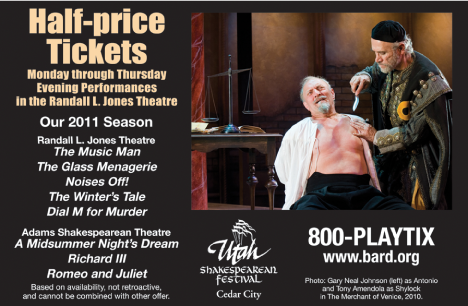 Half-price
Tickets
Monday through Thursday
Evening Performances
in the Randall L. Jones Theatre
Our 2011 Season
Randall L. Jones Theatre
The Music Man
The Glass Menagerie
Noises Off!
The Winter's Tale
Dial M for Murder
Adams Shakespearean Theatre
A Midsummer Night's Dream
Richard III
Romeo and Juliet
Based on availability, not retroactive,
and cannot be combined with other offer.
Utah
SHAKESPEAREAN
FESTIVAL
Cedar City
800-PLAYTIX
www.bard.org
Photo: Gary Neal Johnson (left) as Antonio
and Tony Amendola as Shylock
in The Merchant of Venice, 2010.